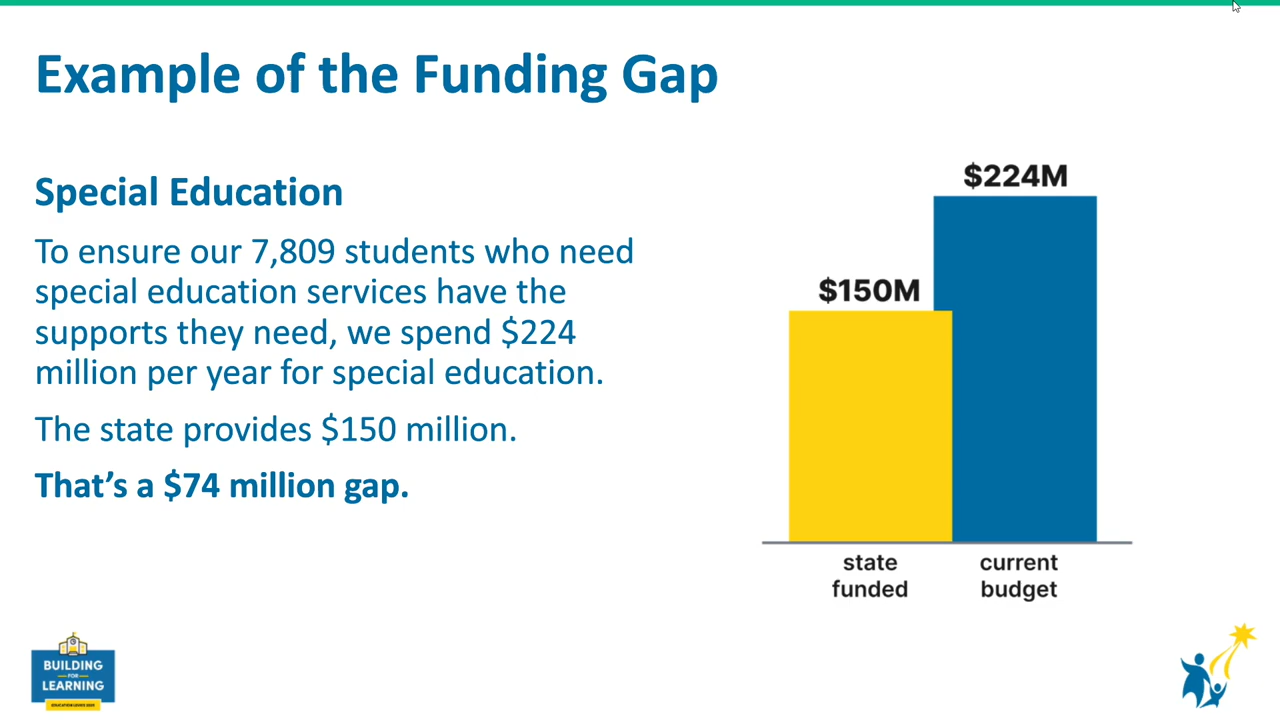 Example of the Funding Gap
Special Education
To ensure our 7,809 students who need
special education services have the
supports they need, we spend $224
million per year for special education.
The state provides $150 million.
That's a $74 million gap.
$224M
$150M
state
funded
current
budget
BUILDING
FOR
LEARNING